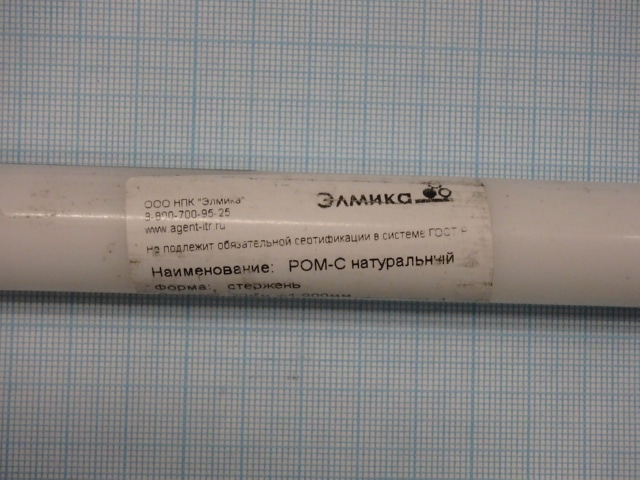 ООО НПК "Элмика"
Элмика
8-800-700-95-25
www.agent-itr.ru
Не подлежит обязательной сертификации в системе ГОСТ Р
Наименование: РОМ-С натуральный
Форма: стержень